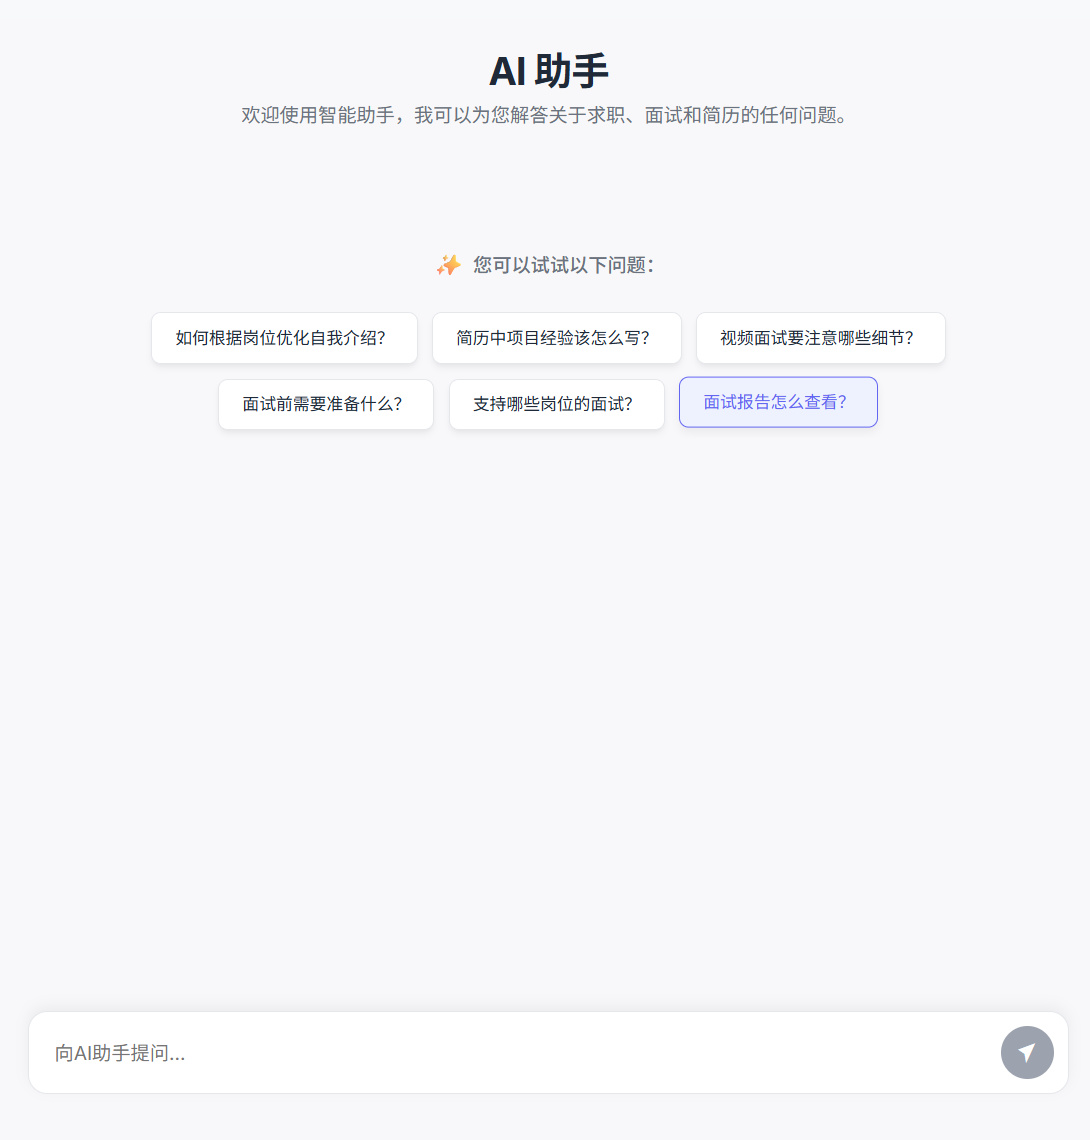 AI 助手
欢迎使用智能助手，我可以为您解答关于求职、面试和简历的任何问题。
✨ 您可以试试以下问题：
如何根据岗位优化自我介绍？
简历中项目经验该怎么写？
视频面试要注意哪些细节？
面试前需要准备什么？
支持哪些岗位的面试？
面试报告怎么查看？
向AI助手提问...